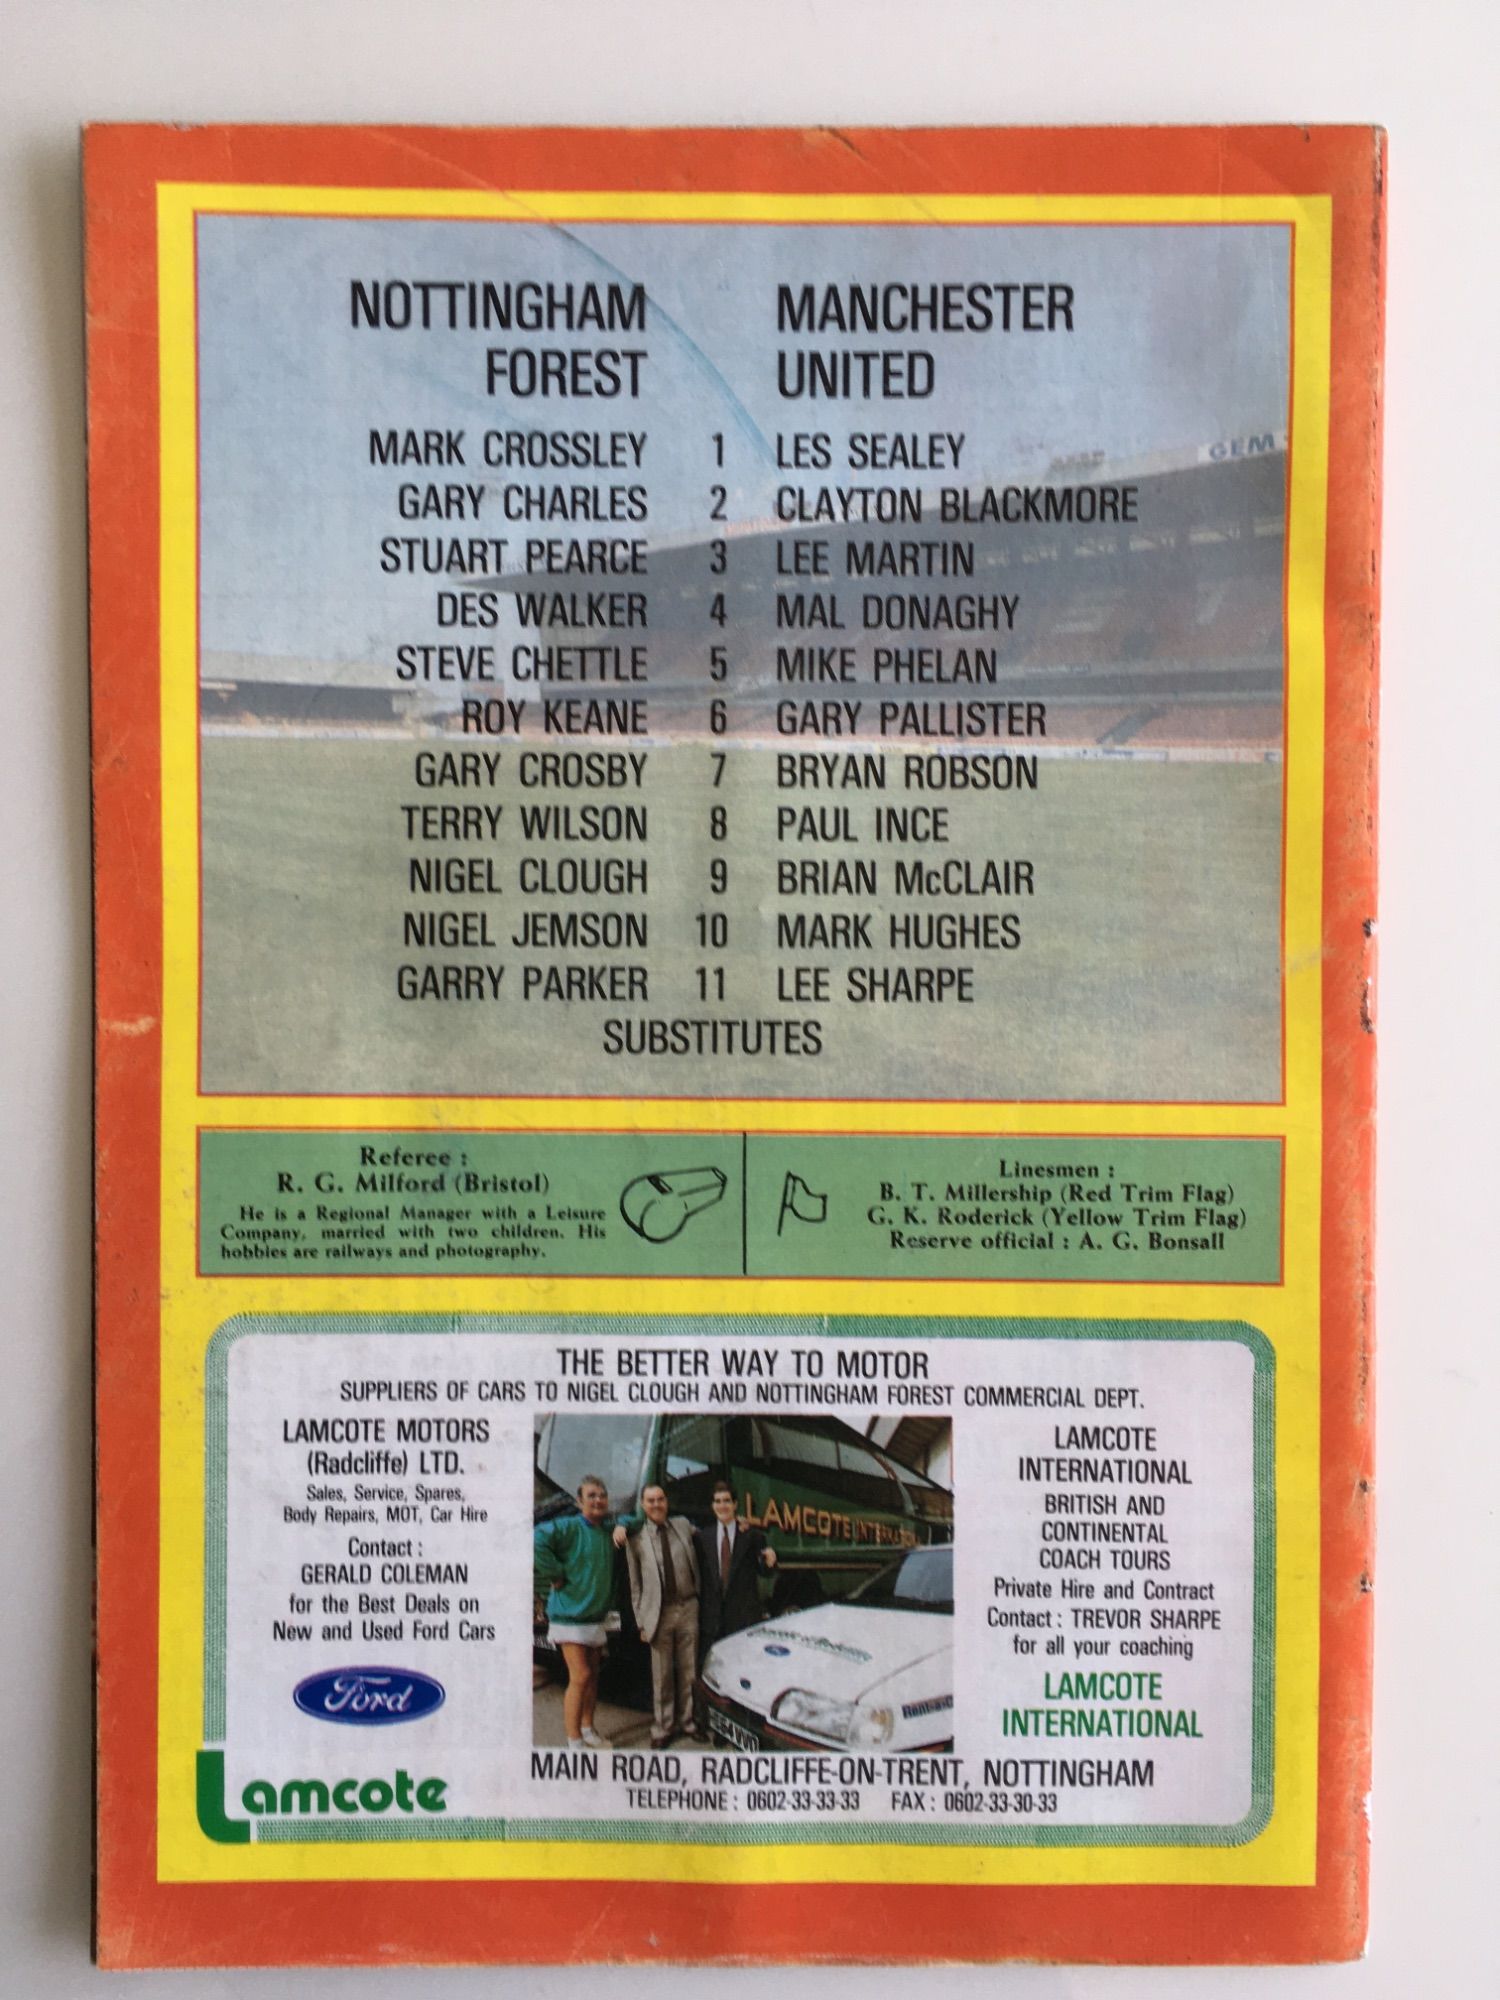 NOTTINGHAM FOREST
MANCHESTER UNITED
MARK CROSSLEY 1 LES SEALEY
GARY CHARLES 2 CLAYTON BLACKMORE
STUART PEARCE 3 LEE MARTIN
DES WALKER 4 MAL DONAGHY
STEVE CHETTLE 5 MIKE PHELAN
ROY KEANE 6 GARY PALLISTER
GARY CROSBY 7 BRYAN ROBSON
TERRY WILSON 8 PAUL INCE
NIGEL CLOUGH 9 BRIAN McCLAIR
NIGEL JEMSON 10 MARK HUGHES
GARRY PARKER 11 LEE SHARPE
SUBSTITUTES
GEM
Referee :
R. G. Milford (Bristol)
He is a Regional Manager with a Leisure
Company, married with two children. His
hobbies are railways and photography.
Linesmen :
B. T. Millership (Red Trim Flag)
G. K. Roderick (Yellow Trim Flag)
Reserve official : A. G. Bonsall
THE BETTER WAY TO MOTOR
SUPPLIERS OF CARS TO NIGEL CLOUGH AND NOTTINGHAM FOREST COMMERCIAL DEPT.
LAMCOTE MOTORS
(Radcliffe) LTD.
Sales, Service, Spares,
Body Repairs, MOT, Car Hire
Contact :
GERALD COLEMAN
for the Best Deals on
New and Used Ford Cars
Ford
Lamcote
LAMCOTE INTERNATIONAL
Ford
Rent-a-C
LAMCOTE
INTERNATIONAL
BRITISH AND
CONTINENTAL
COACH TOURS
Private Hire and Contract
Contact : TREVOR SHARPE
for all your coaching
LAMCOTE
INTERNATIONAL
MAIN ROAD, RADCLIFFE-ON-TRENT, NOTTINGHAM
TELEPHONE : 0602-33-33-33 FAX : 0602-33-30-33